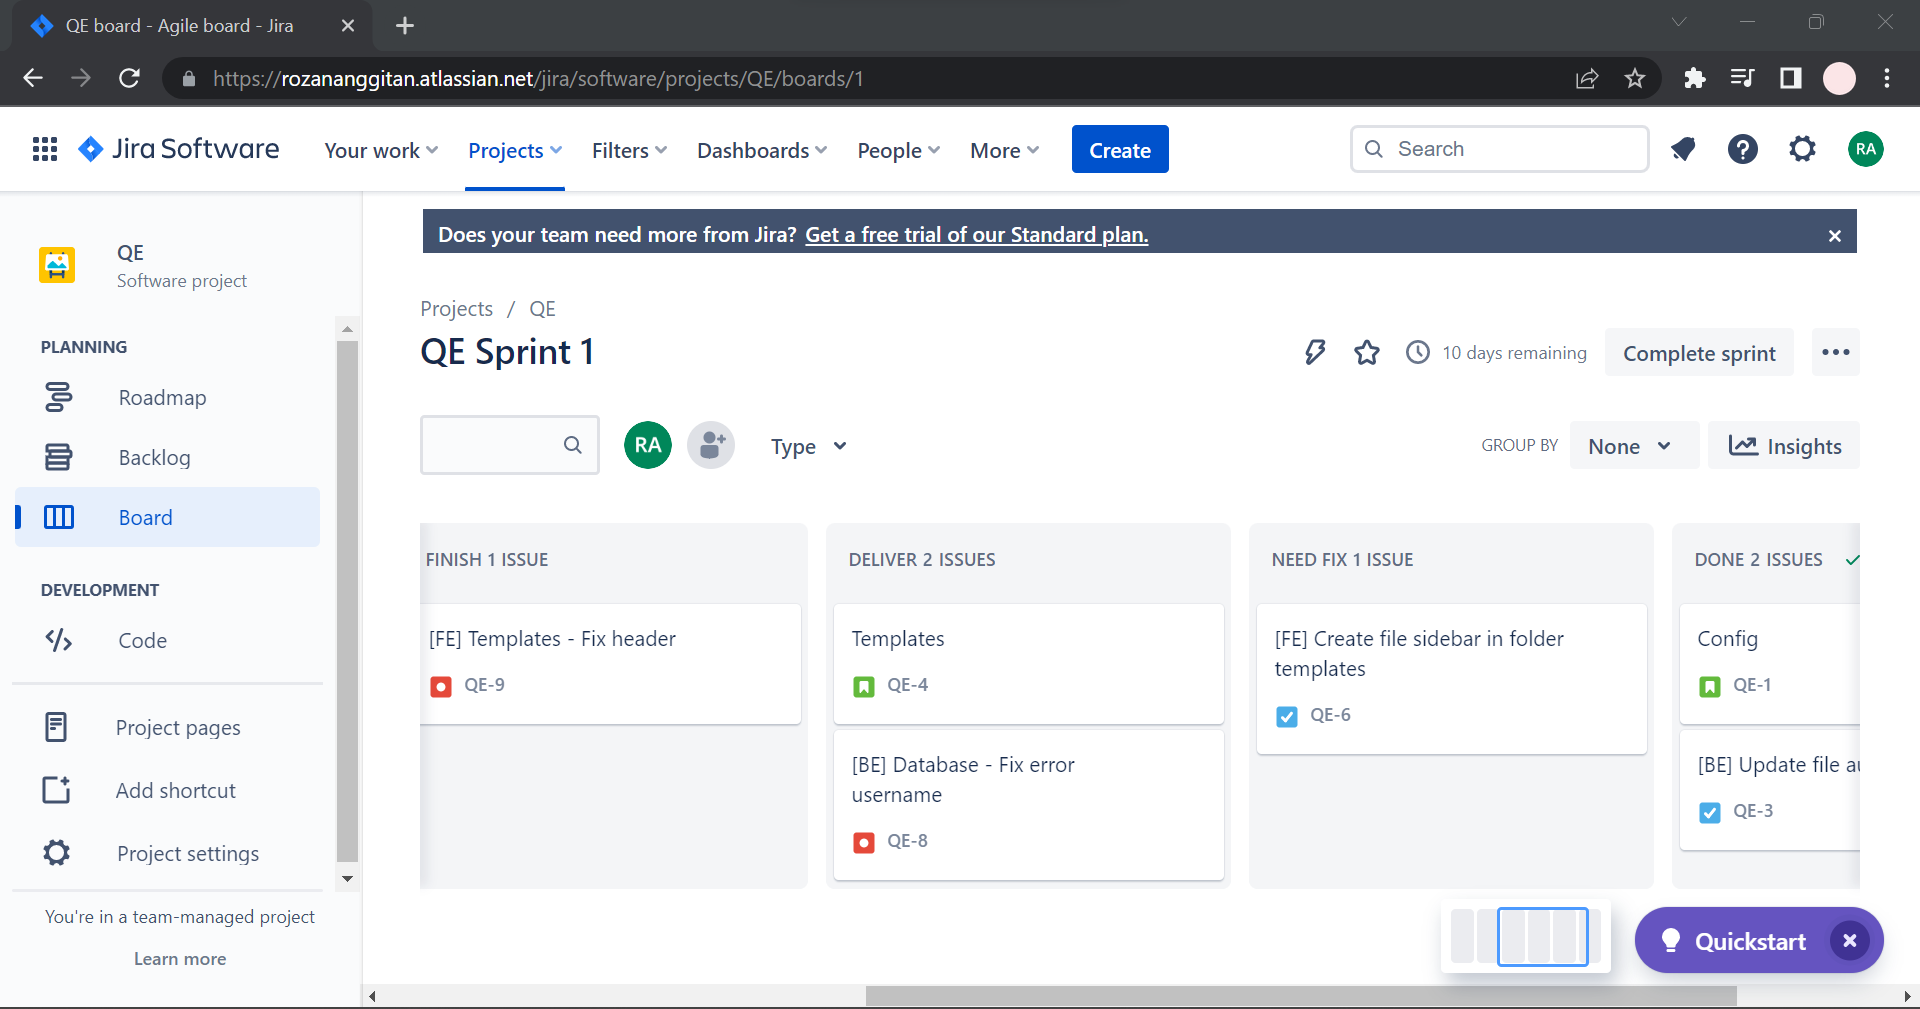 QE board - Agile board - Jira
https://rozananggitan.atlassian.net/jira/software/projects/QE/boards/1
Jira Software
Your work
Projects
Filters
Dashboards
People
More
Create
Search
RA
QE
Software project
PLANNING
Roadmap
Backlog
Board
DEVELOPMENT
Code
Project pages
Add shortcut
Project settings
You're in a team-managed project
Learn more
Does your team need more from Jira? Get a free trial of our Standard plan.
Projects / QE
QE Sprint 1
10 days remaining
Complete sprint
RA
Type
GROUP BY
None
Insights
FINISH 1 ISSUE
[FE] Templates - Fix header
QE-9
DELIVER 2 ISSUES
Templates
QE-4
[BE] Database - Fix error
username
QE-8
NEED FIX 1 ISSUE
[FE] Create file sidebar in folder
templates
QE-6
DONE 2 ISSUES
Config
QE-1
[BE] Update file
QE-3
Quickstart